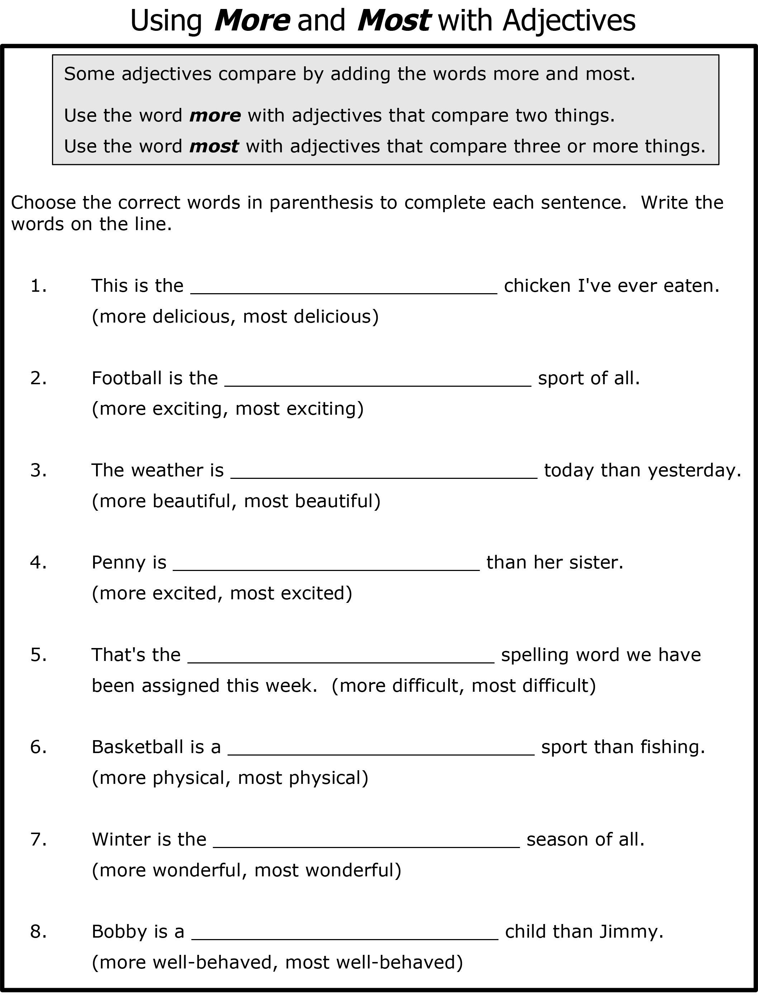 Using More and Most with Adjectives
Some adjectives compare by adding the words more and most.
Use the word more with adjectives that compare two things.
Use the word most with adjectives that compare three or more things.
Choose the correct words in parenthesis to complete each sentence.  Write the
words on the line.
1. This is the ______________________________ chicken I've ever eaten.
(more delicious, most delicious)
2. Football is the ______________________________ sport of all.
(more exciting, most exciting)
3. The weather is ______________________________ today than yesterday.
(more beautiful, most beautiful)
4. Penny is ______________________________ than her sister.
(more excited, most excited)
5. That's the ______________________________ spelling word we have
been assigned this week.  (more difficult, most difficult)
6. Basketball is a ______________________________ sport than fishing.
(more physical, most physical)
7. Winter is the ______________________________ season of all.
(more wonderful, most wonderful)
8. Bobby is a ______________________________ child than Jimmy.
(more well-behaved, most well-behaved)